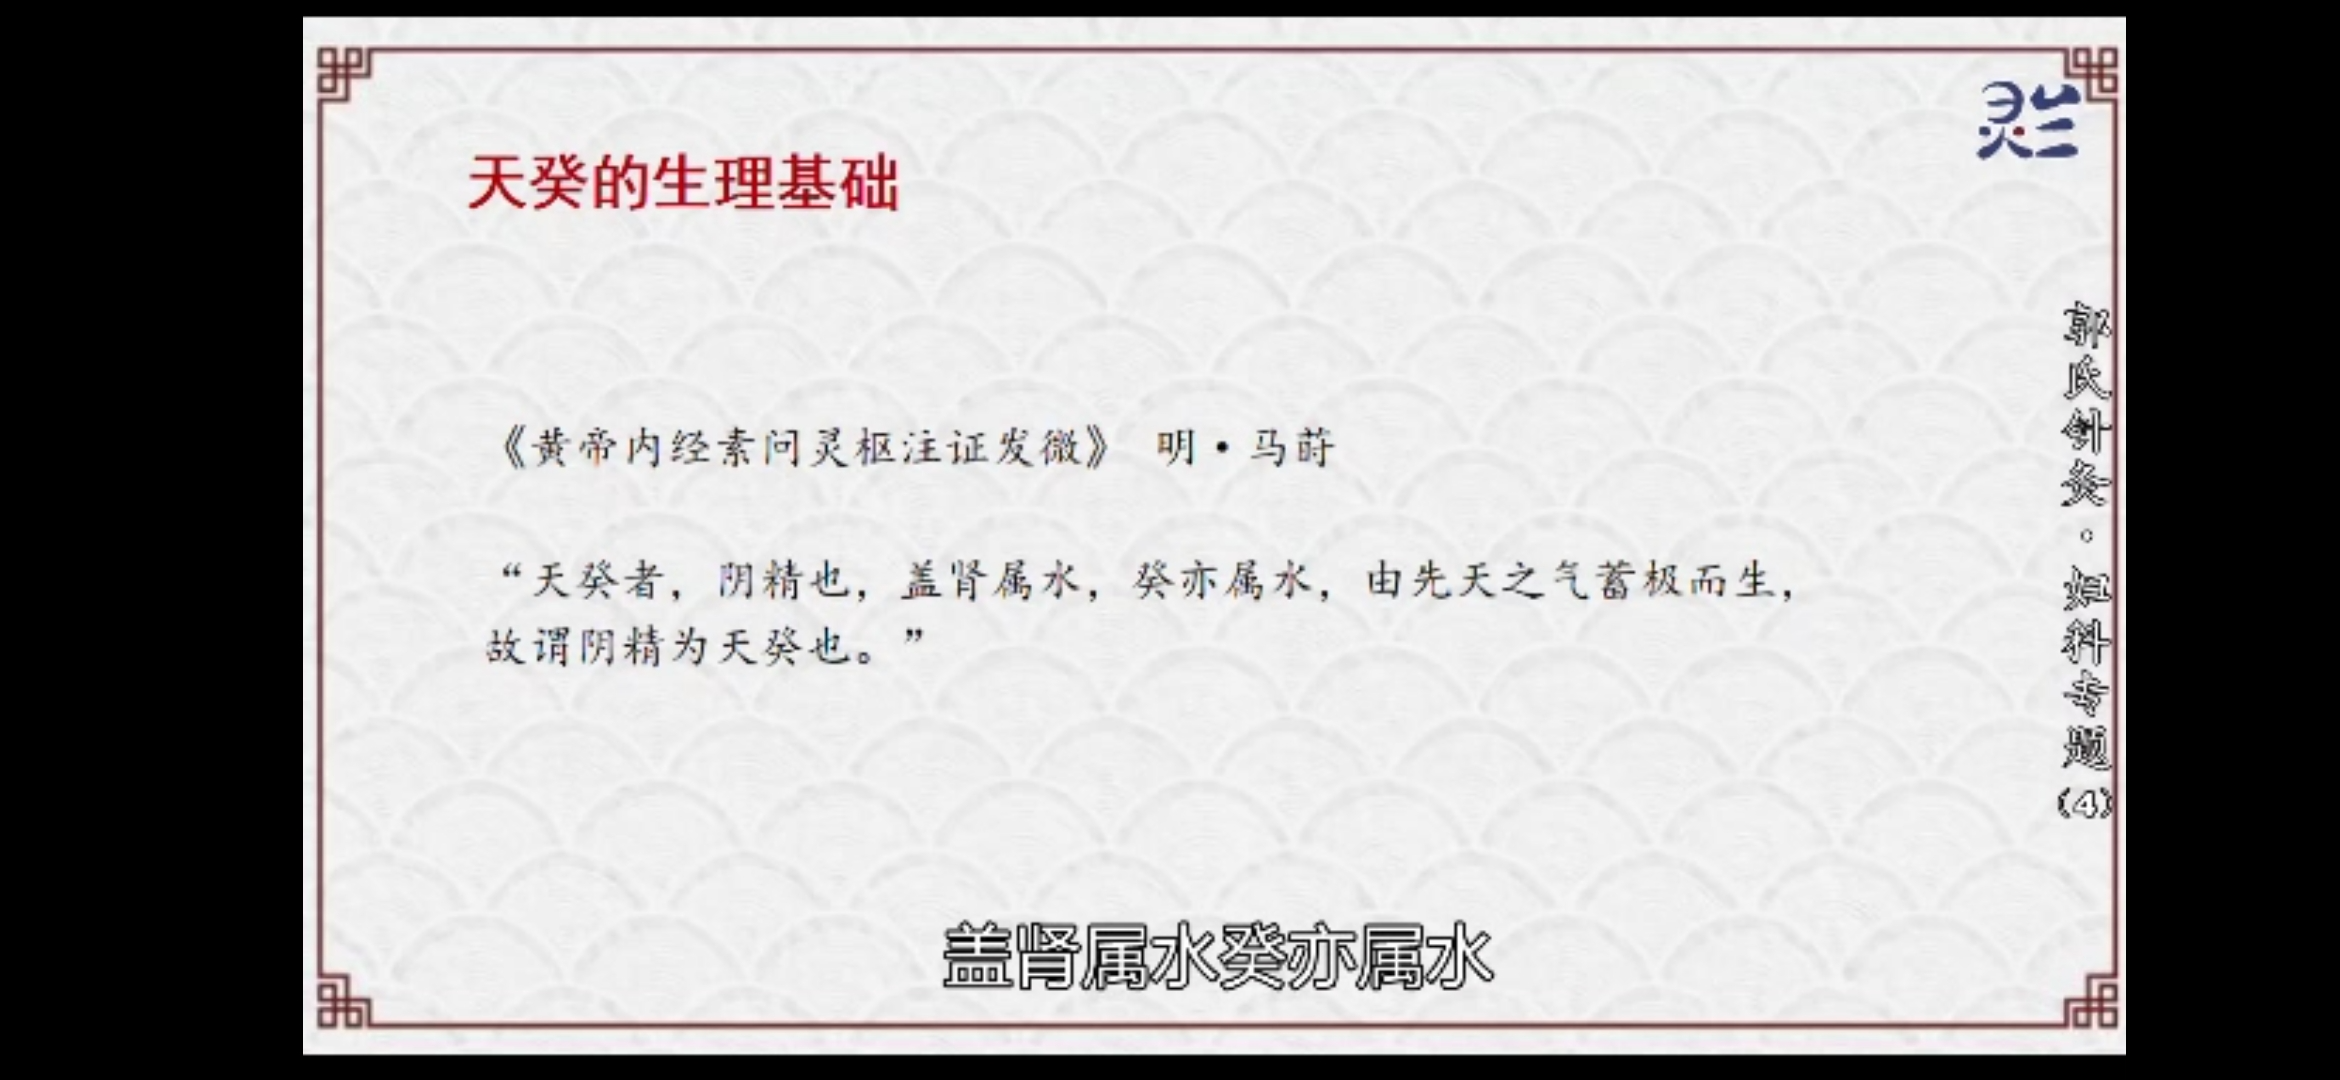 灵兰
天癸的生理基础
《黄帝内经素问灵枢注证发微》 明·马莳
“天癸者，阴精也，盖肾属水，癸亦属水，由先天之气蓄极而生，
故谓阴精为天癸也。”
郭氏针灸·妇科专题(4)
盖肾属水癸亦属水